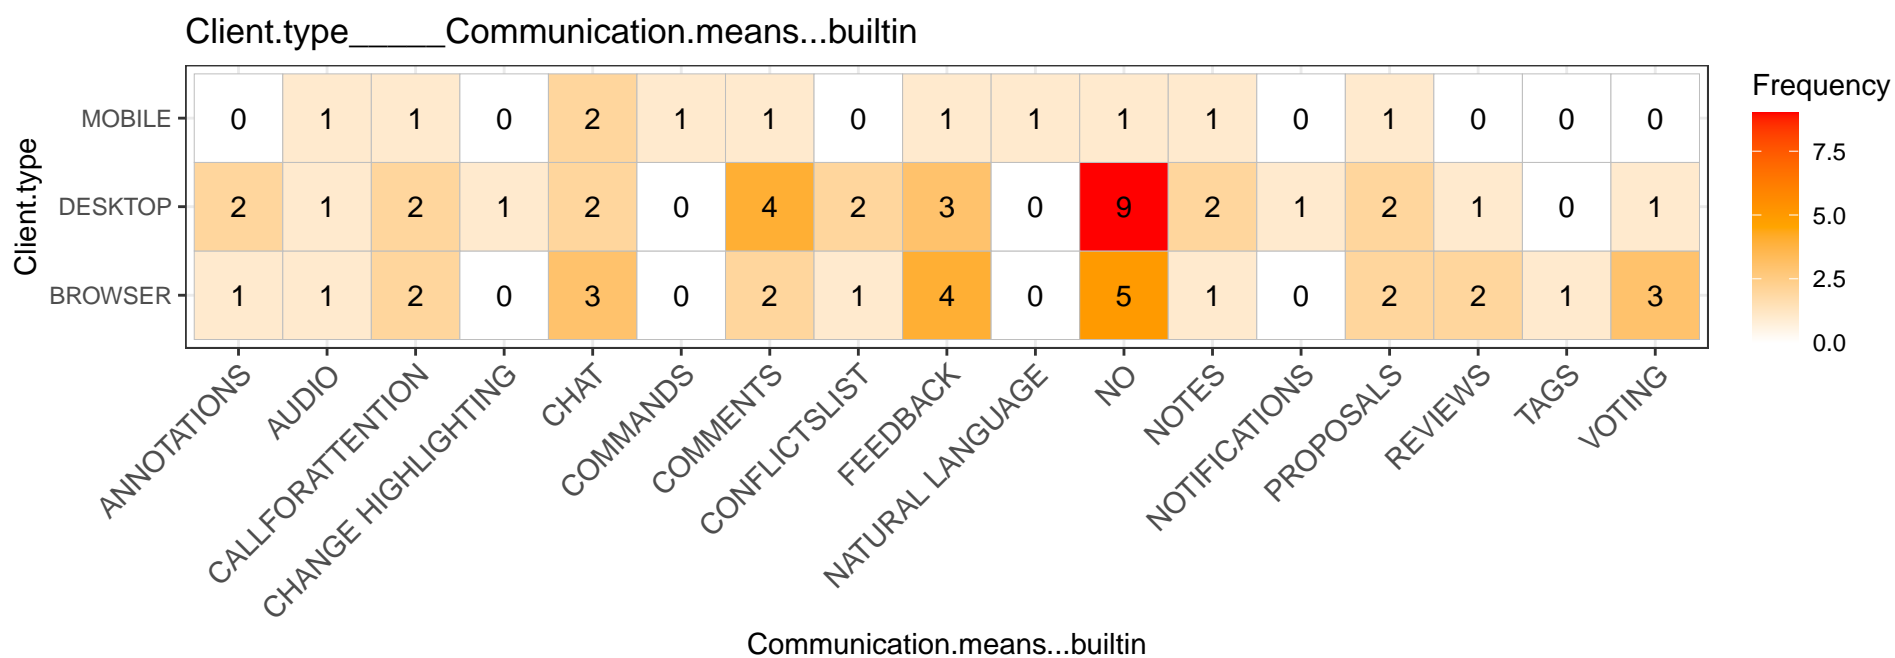 Client.type_____Communication.means...builtin
Client.type
MOBILE 0 1 1 0 2 1 1 0 1 1 1 1 0 1 0 0 0
DESKTOP 2 1 2 1 2 0 4 2 3 0 9 2 1 2 1 0 1
BROWSER 1 1 2 0 3 0 2 1 4 0 5 1 0 2 2 1 3
ANNOTATIONS
AUDIO
CALLFORATTENTION
CHANGE HIGHLIGHTING
CHAT
COMMANDS
COMMENTS
CONFLICTSLIST
FEEDBACK
NATURAL LANGUAGE
NO
NOTES
NOTIFICATIONS
PROPOSALS
REVIEWS
TAGS
VOTING
Communication.means...builtin
Frequency
7.5
5.0
2.5
0.0